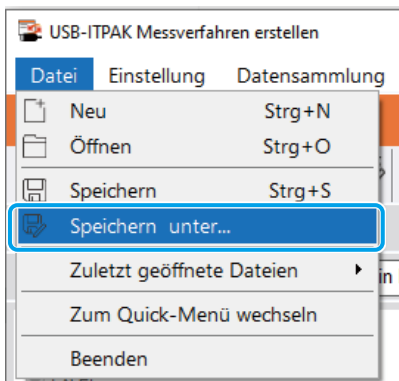 USB-ITPAK Messverfahren erstellen
Datei Einstellung Datensammlung
Neu Strg+N
Öffnen Strg+O
Speichern Strg+S
Speichern unter...
Zuletzt geöffnete Dateien
in
Zum Quick-Menü wechseln
Beenden